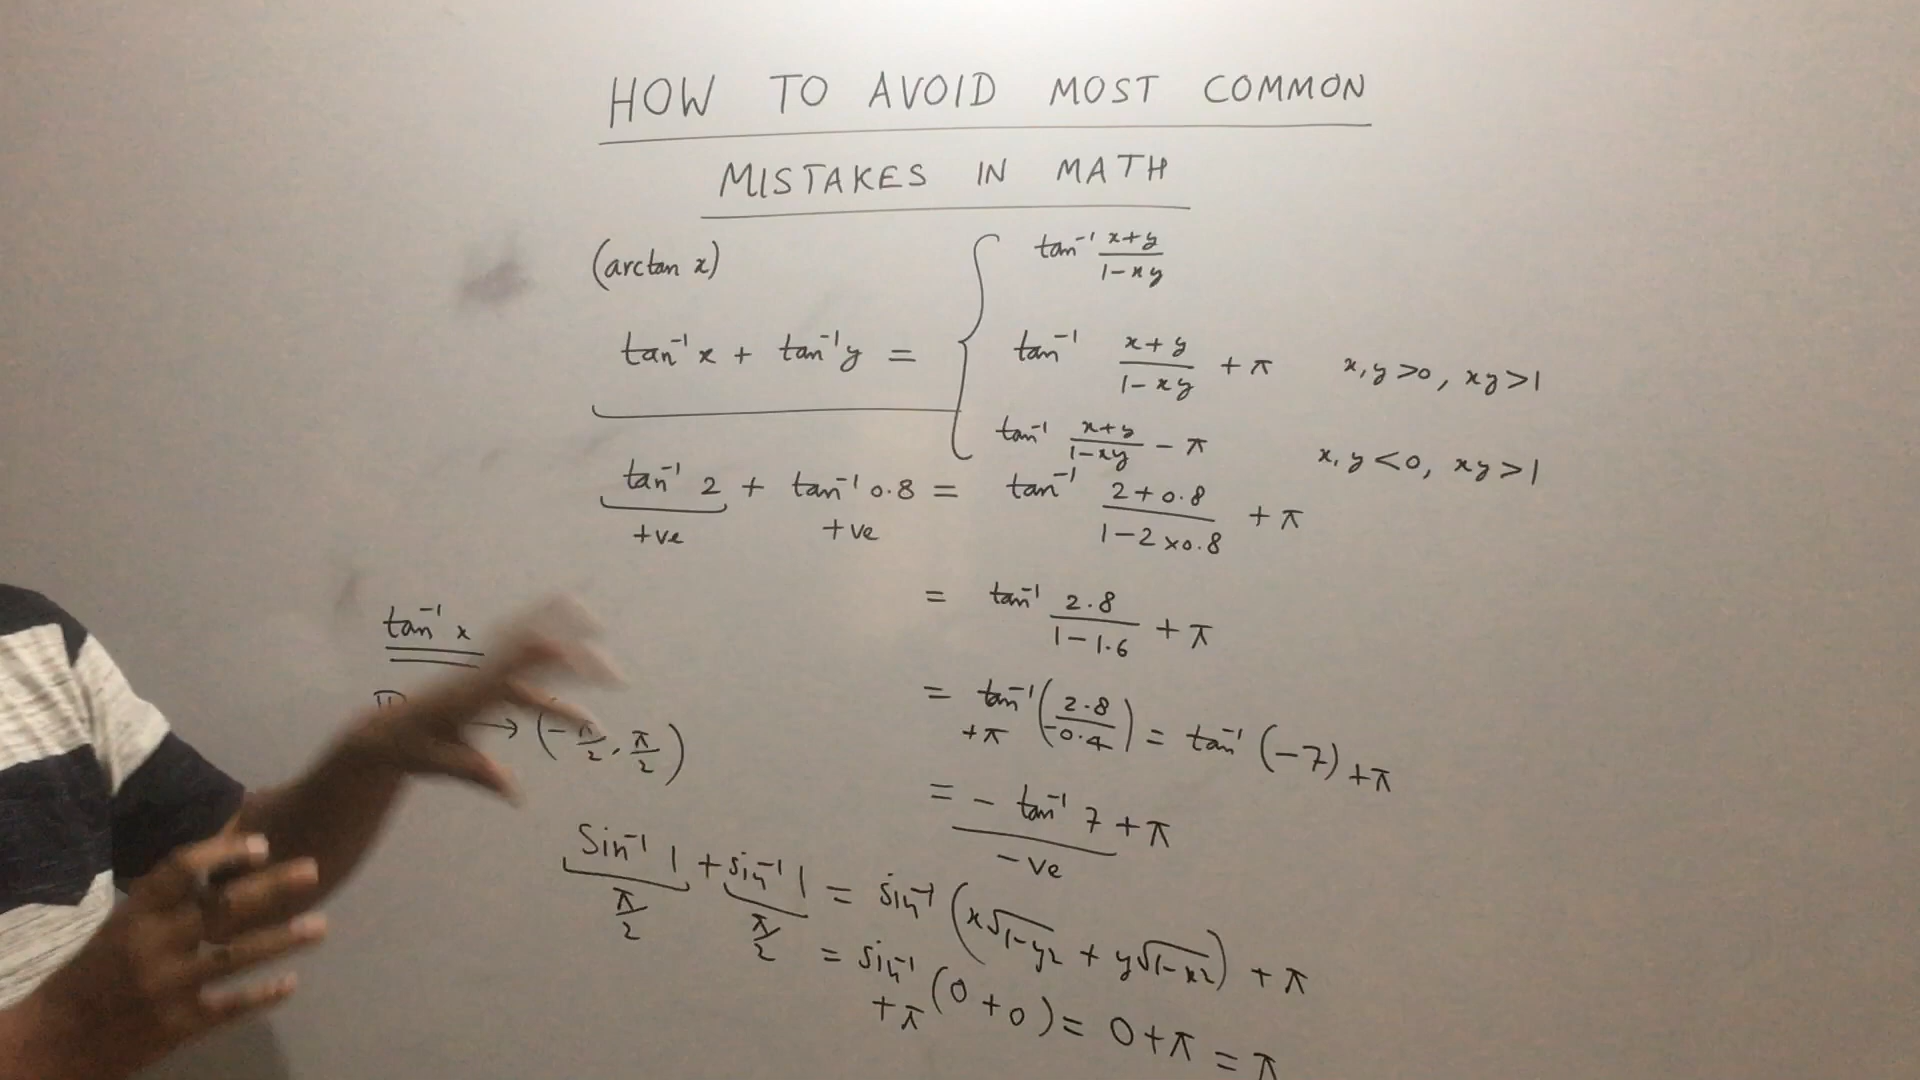 HOW TO AVOID MOST COMMON
MISTAKES IN MATH
(arctan x)
tan⁻¹ x + tan⁻¹ y = { tan⁻¹ (x+y)/(1-xy)
tan⁻¹ (x+y)/(1-xy) + π x, y >0, xy >1
tan⁻¹ (x+y)/(1-xy) - π x, y <0, xy >1
tan⁻¹ 2 + tan⁻¹ 0.8 = tan⁻¹ (2+0.8)/(1-2×0.8) + π
+ve +ve
= tan⁻¹ 2.8/(1-1.6) + π
tan⁻¹ x
= tan⁻¹ (2.8/-0.4) + π = tan⁻¹ (-7) + π
→ (-π/2, π/2)
= - tan⁻¹ 7 + π
-ve
Sin⁻¹ 1 + sin⁻¹ 1 = sin⁻¹ (x√(1-y2) + y√(1-x2)) + π
π/2 π/2
= sin⁻¹ (0+0) + π = 0+π = π